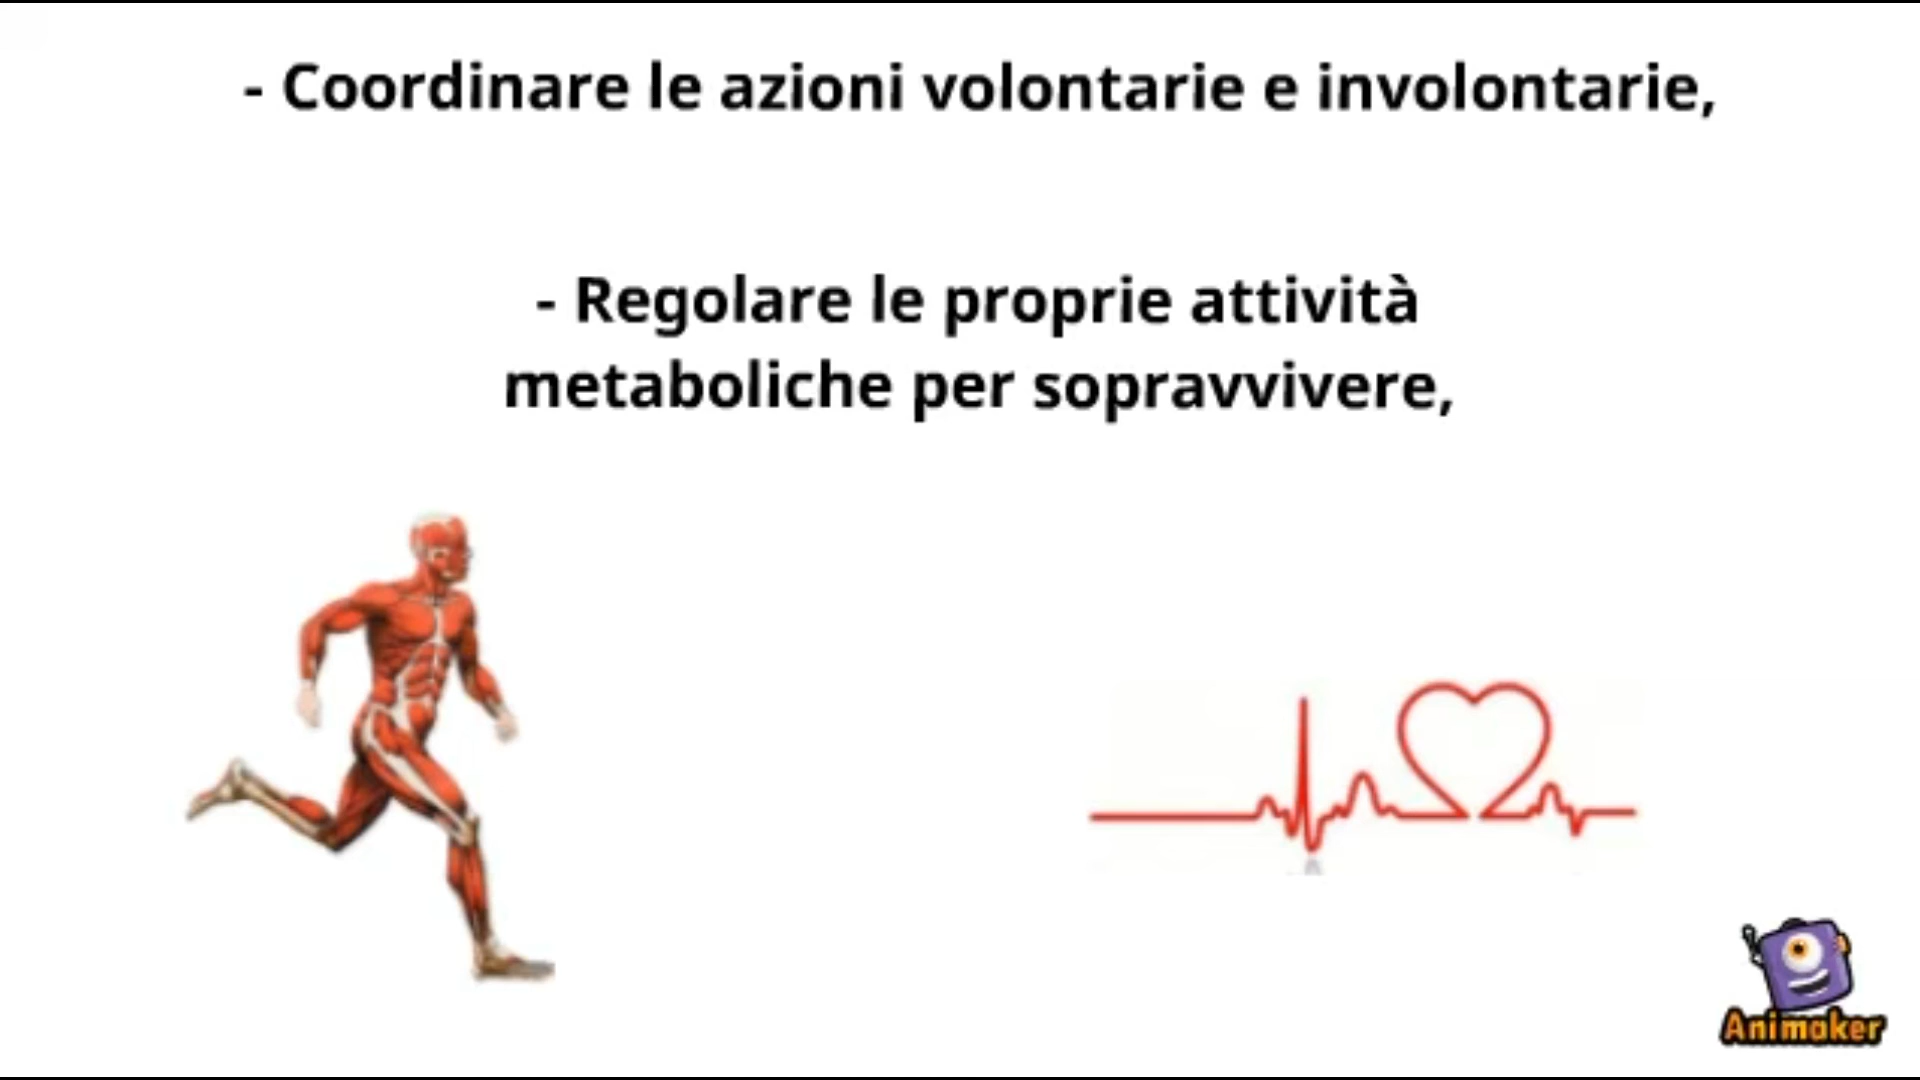 - Coordinare le azioni volontarie e involontarie,
- Regolare le proprie attività
metaboliche per sopravvivere,
Animaker